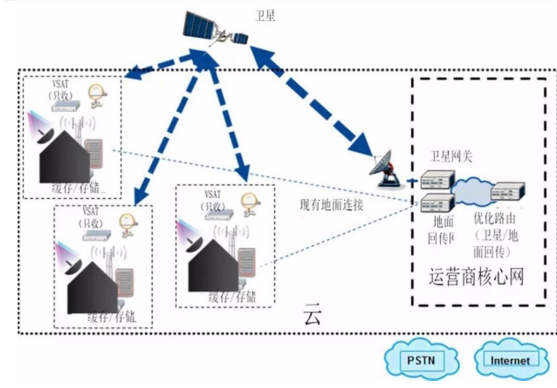 卫星
VSAT
(只收)
缓存/存储
VSAT
(只收)
缓存/存储
VSAT
(只收)
缓存/存储
现有地面连接
卫星网关
地面
回传
优化路由
(卫星/地
面回传)
运营商核心网
云
PSTN
Internet